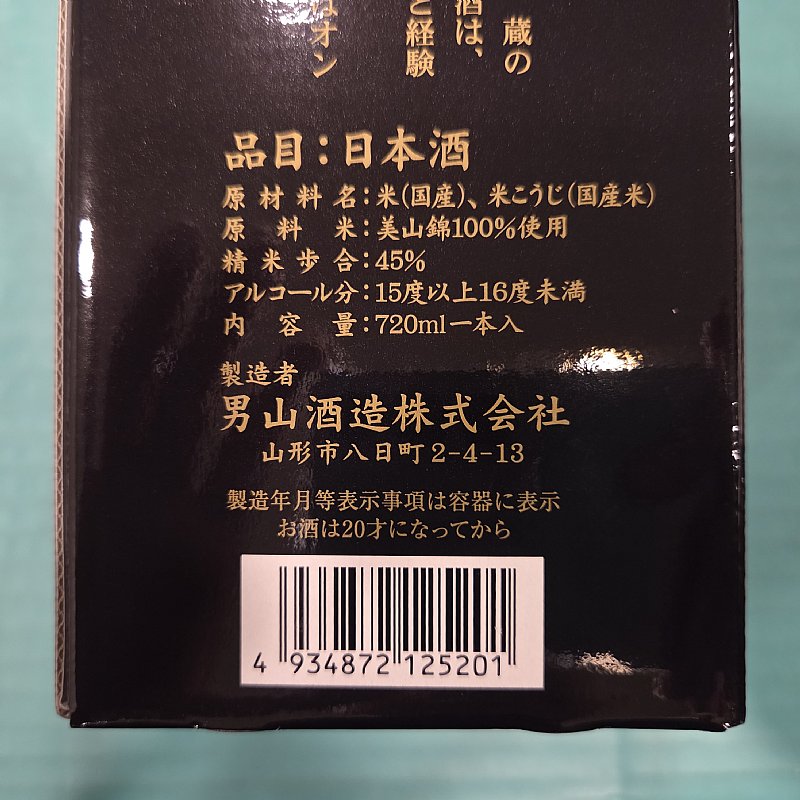 蔵の
酒は、
と経験
はオン
品目：日本酒
原材料名：米（国産）、米こうじ（国産米）
原料米：美山錦100%使用
精米歩合：45%
アルコール分：15度以上16度未満
内容量：720ml一本入
製造者
男山酒造株式会社
山形市八日町2-4-13
製造年月等表示事項は容器に表示
お酒は20才になってから
4 934872 125201